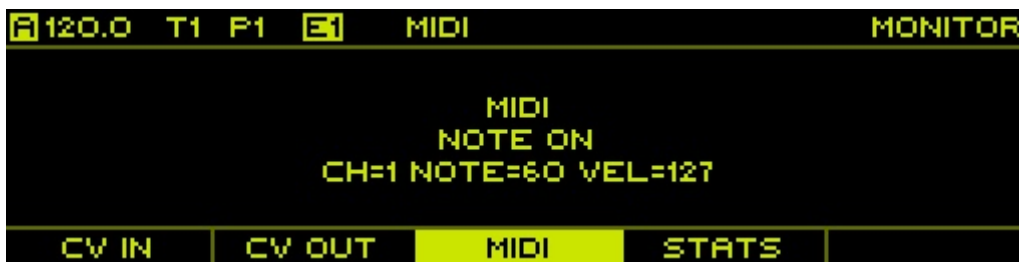 A 120.0 T1 P1 E1 MIDI MONITOR
MIDI
NOTE ON
CH=1 NOTE=60 VEL=127
CV IN CV OUT MIDI STATS